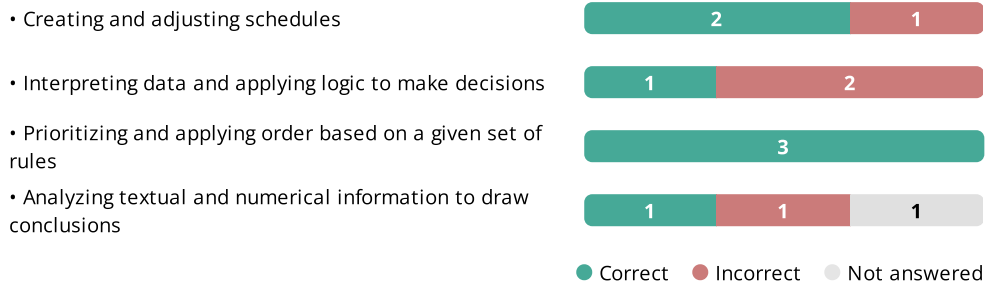 • Creating and adjusting schedules
2 1
• Interpreting data and applying logic to make decisions
1 2
• Prioritizing and applying order based on a given set of
rules
3
• Analyzing textual and numerical information to draw
conclusions
1 1 1
Correct Incorrect Not answered